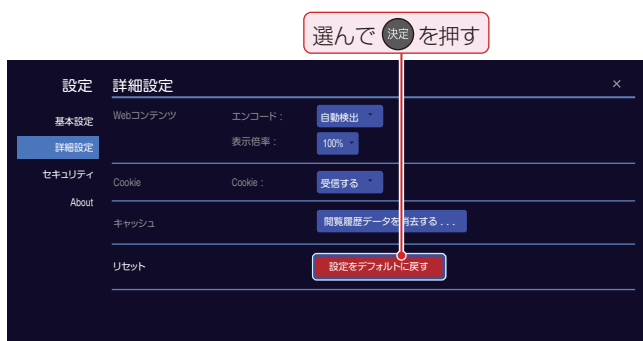 選んで 決定 を押す
設定 詳細設定 ×
基本設定 Webコンテンツ エンコード： 自動検出
詳細設定 表示倍率： 100%
セキュリティ Cookie Cookie： 受信する
About
キャッシュ 閲覧履歴データを消去する...
リセット 設定をデフォルトに戻す